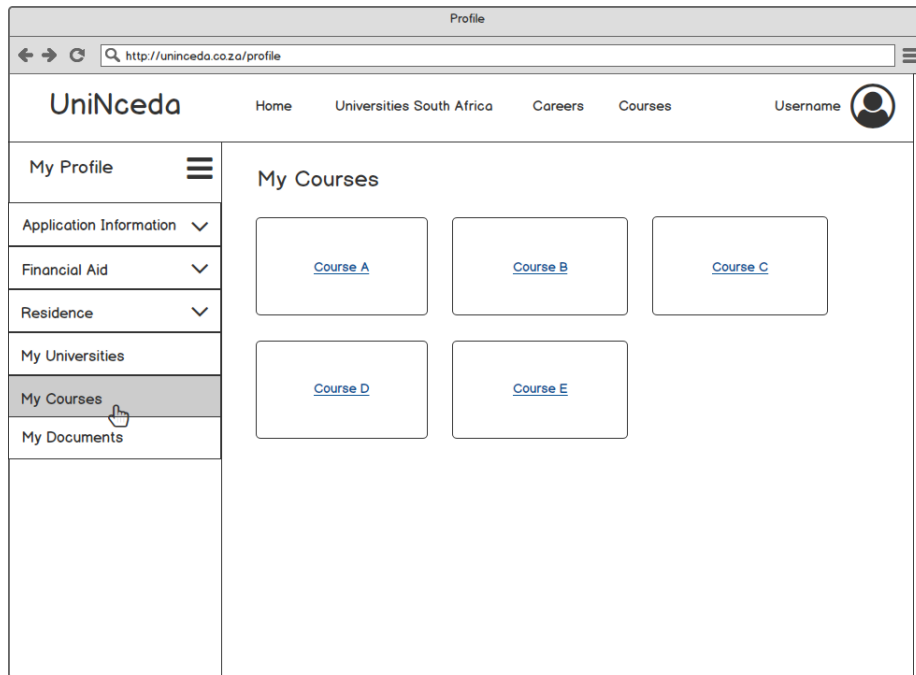 Profile
http://uninceda.co.za/profile
UniNceda
Home Universities South Africa Careers Courses Username
My Profile
Application Information
Financial Aid
Residence
My Universities
My Courses
My Documents
My Courses
Course A Course B Course C
Course D Course E